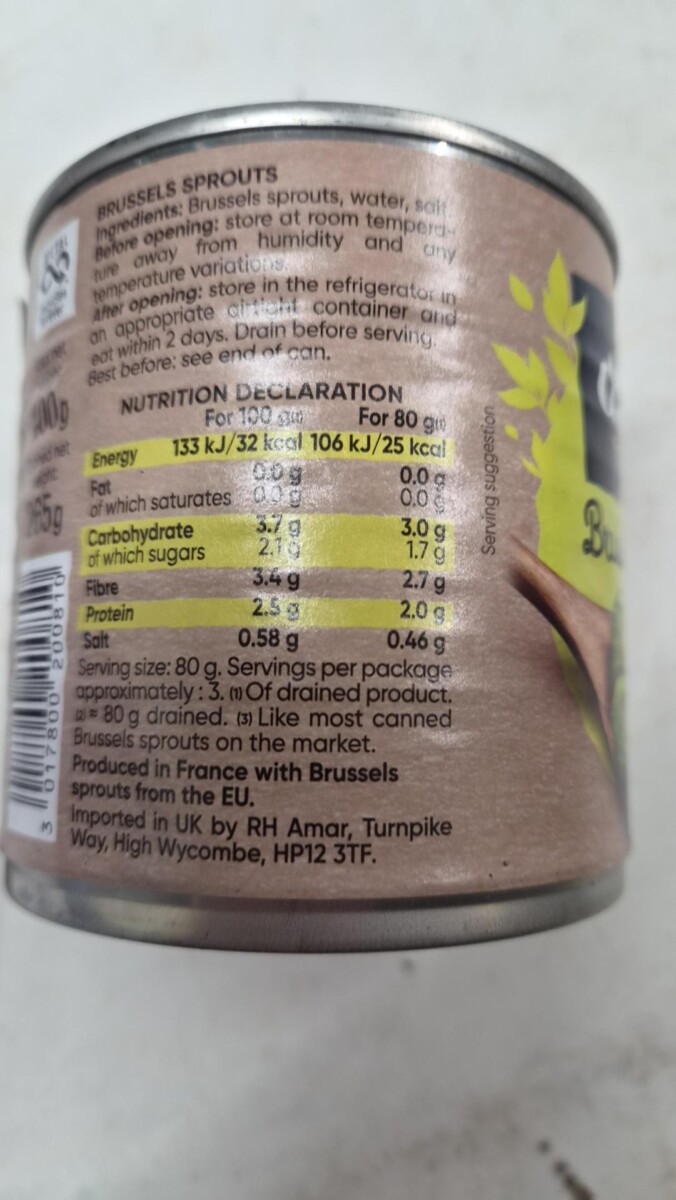 BRUSSELS SPROUTS
Ingredients: Brussels sprouts, water, salt.
Before opening: store at room tempera-
ture away from humidity and any
temperature variations.
After opening: store in the refrigerator in
an appropriate airtight container and
eat within 2 days. Drain before serving.
Best before: see end of can.
NUTRITION DECLARATION
For 100 g(1) For 80 g(1)
Energy 133 kJ/32 kcal 106 kJ/25 kcal
Fat 0.0 g 0.0 g
of which saturates 0.0 g 0.0 g
Carbohydrate 3.7 g 3.0 g
of which sugars 2.1 g 1.7 g
Fibre 3.4 g 2.7 g
Protein 2.5 g 2.0 g
Salt 0.58 g 0.46 g
Serving size: 80 g. Servings per package
approximately : 3. (1) Of drained product.
(2) = 80 g drained. (3) Like most canned
Brussels sprouts on the market.
Produced in France with Brussels
sprouts from the EU.
Imported in UK by RH Amar, Turnpike
Way, High Wycombe, HP12 3TF.
3 017800 200810
Serving suggestion